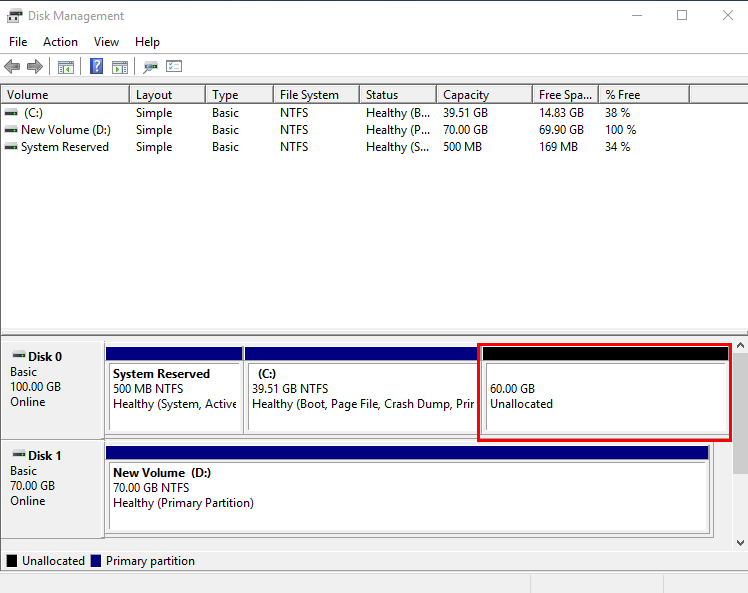 Disk Management
File Action View Help
Volume Layout Type File System Status Capacity Free Spa... % Free
(C:) Simple Basic NTFS Healthy (B... 39.51 GB 14.83 GB 38 %
New Volume (D:) Simple Basic NTFS Healthy (P... 70.00 GB 69.90 GB 100 %
System Reserved Simple Basic NTFS Healthy (S... 500 MB 169 MB 34 %
Disk 0
Basic
100.00 GB
Online
System Reserved
500 MB NTFS
Healthy (System, Active
(C:)
39.51 GB NTFS
Healthy (Boot, Page File, Crash Dump, Prir
60.00 GB
Unallocated
Disk 1
Basic
70.00 GB
Online
New Volume (D:)
70.00 GB NTFS
Healthy (Primary Partition)
Unallocated Primary partition